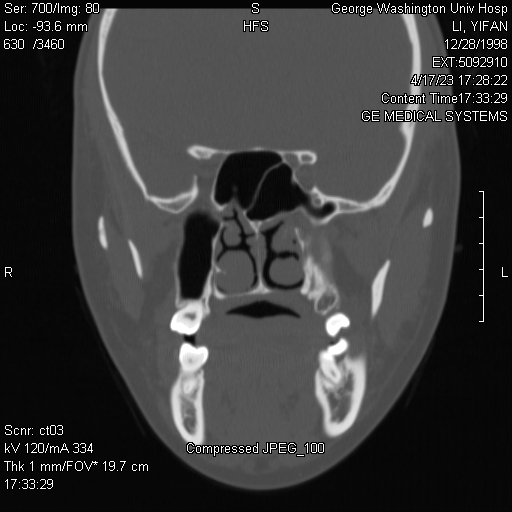 Ser: 700/Img: 80
Loc: -93.6 mm
630 /3460
S
HFS
George Washington Univ Hosp
LI, YIFAN
12/28/1998
EXT:5092910
4/17/23 17:28:22
Content Time17:33:29
GE MEDICAL SYSTEMS
R
L
Scnr: ct03
kV 120/mA 334
Thk 1 mm/FOV* 19.7 cm
17:33:29
Compressed JPEG_100